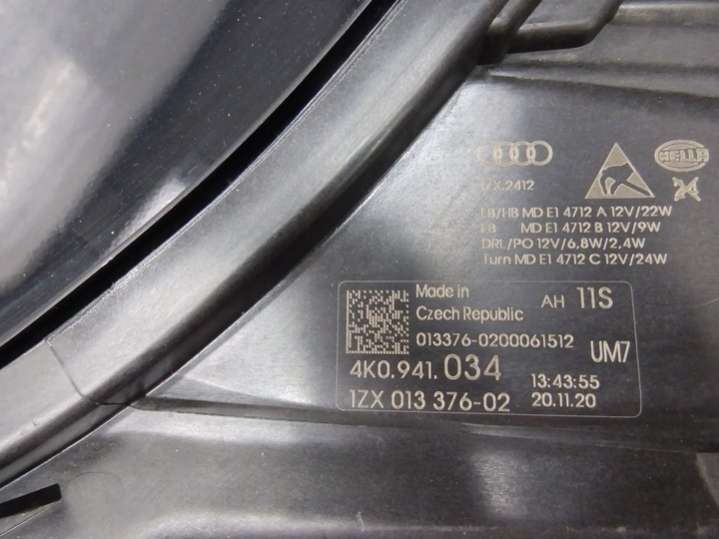 HELLA
24
1ZX.2412
LB/HB MD E1 4712 A 12V/22W
MD E1 4712 B 12V/9W
DRL/PO 12V/6,8W/2,4W
Turn MD E1 4712 C 12V/24W
Made in
Czech Republic
AH 11S
013376-0200061512
UM7
4K0.941.034
13:43:55
1ZX 013 376-02
20.11.20